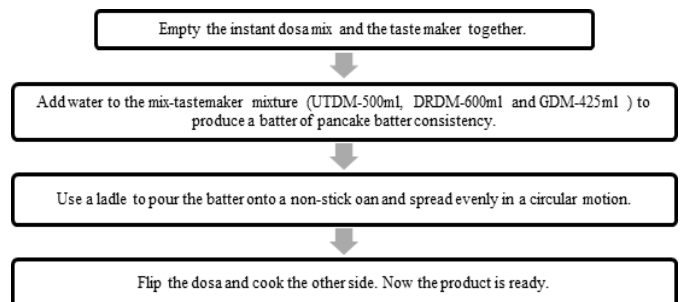 Empty the instant dosa mix and the taste maker together.
Add water to the mix-tastemaker mixture (UTDM-500ml, DRDM-600ml and GDM-425ml ) to
produce a batter of pancake batter consistency.
Use a ladle to pour the batter onto a non-stick oan and spread evenly in a circular motion.
Flip the dosa and cook the other side. Now the product is ready.